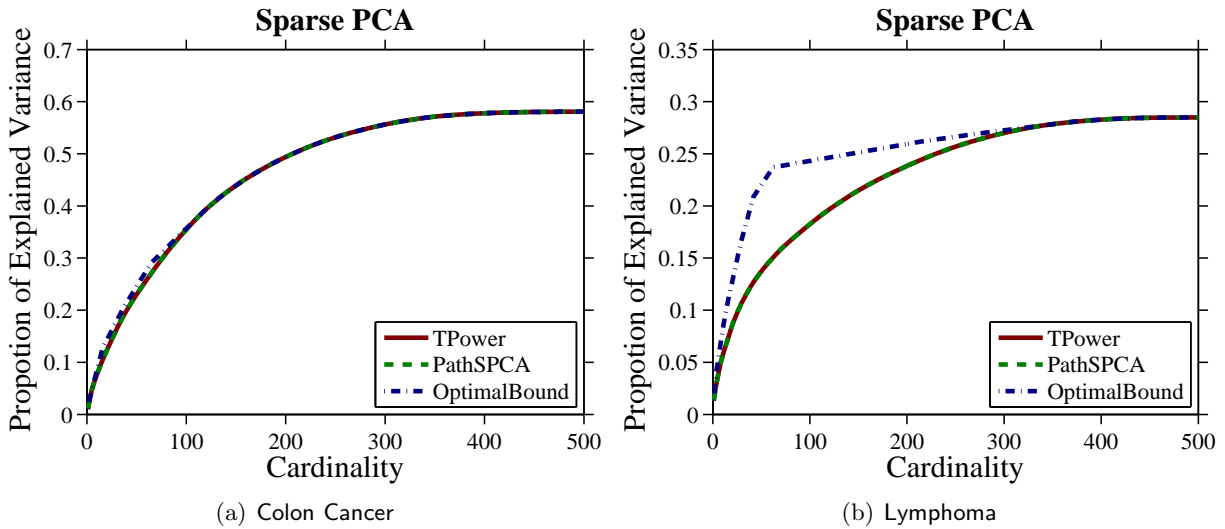 Sparse PCA
Propotion of Explained Variance
0.7
0.6
0.5
0.4
0.3
0.2
0.1
0
TPower
PathSPCA
OptimalBound
0 100 200 300 400 500
Cardinality
(a) Colon Cancer
Sparse PCA
Propotion of Explained Variance
0.35
0.3
0.25
0.2
0.15
0.1
0.05
0
TPower
PathSPCA
OptimalBound
0 100 200 300 400 500
Cardinality
(b) Lymphoma